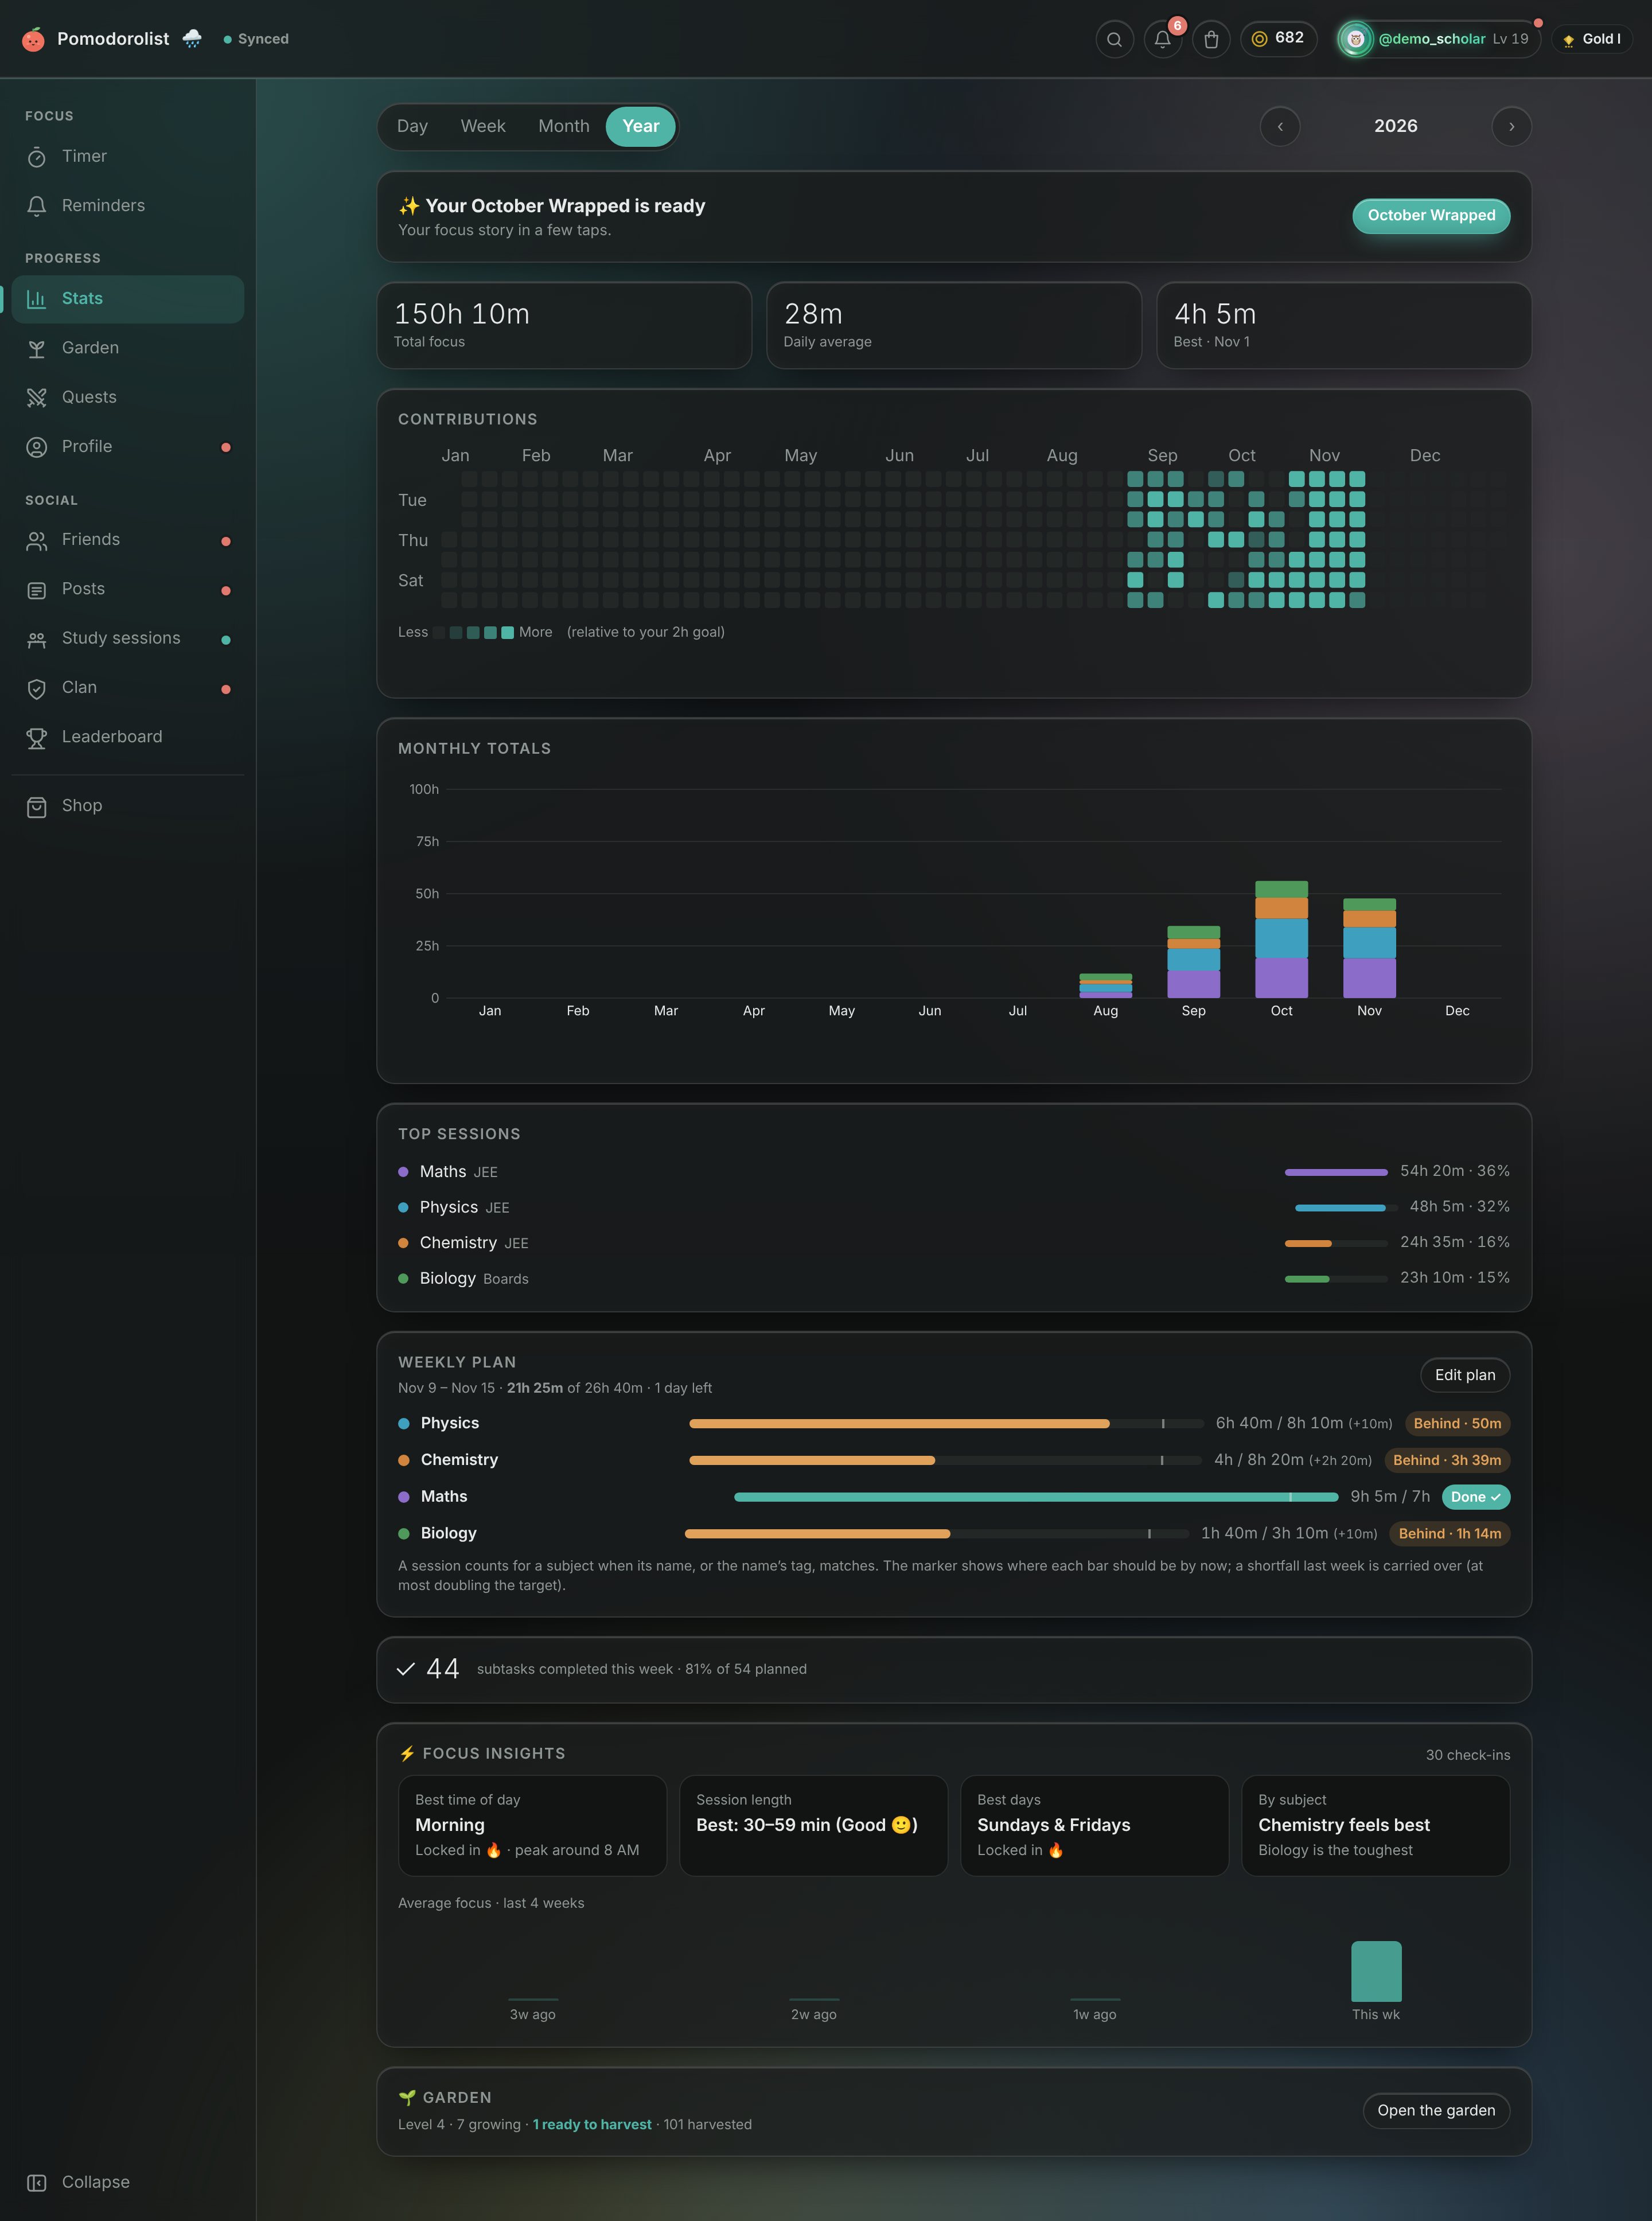 Pomodorolist
Synced
6
682
@demo_scholar Lv 19
Gold I
FOCUS
Timer
Reminders
PROGRESS
Stats
Garden
Quests
Profile
SOCIAL
Friends
Posts
Study sessions
Clan
Leaderboard
Shop
Collapse
Day Week Month Year
‹ 2026 ›
✨ Your October Wrapped is ready
Your focus story in a few taps.
October Wrapped
150h 10m
Total focus
28m
Daily average
4h 5m
Best · Nov 1
CONTRIBUTIONS
Jan Feb Mar Apr May Jun Jul Aug Sep Oct Nov Dec
Tue
Thu
Sat
Less More (relative to your 2h goal)
MONTHLY TOTALS
100h
75h
50h
25h
0
Jan Feb Mar Apr May Jun Jul Aug Sep Oct Nov Dec
TOP SESSIONS
Maths JEE 54h 20m · 36%
Physics JEE 48h 5m · 32%
Chemistry JEE 24h 35m · 16%
Biology Boards 23h 10m · 15%
WEEKLY PLAN
Nov 9 – Nov 15 · 21h 25m of 26h 40m · 1 day left
Edit plan
Physics 6h 40m / 8h 10m (+10m) Behind · 50m
Chemistry 4h / 8h 20m (+2h 20m) Behind · 3h 39m
Maths 9h 5m / 7h Done ✓
Biology 1h 40m / 3h 10m (+10m) Behind · 1h 14m
A session counts for a subject when its name, or the name’s tag, matches. The marker shows where each bar should be by now; a shortfall last week is carried over (at
most doubling the target).
44 subtasks completed this week · 81% of 54 planned
⚡ FOCUS INSIGHTS
30 check-ins
Best time of day
Morning
Locked in 🔥 · peak around 8 AM
Session length
Best: 30–59 min (Good 🙂)
Best days
Sundays & Fridays
Locked in 🔥
By subject
Chemistry feels best
Biology is the toughest
Average focus · last 4 weeks
3w ago 2w ago 1w ago This wk
🌱 GARDEN
Level 4 · 7 growing · 1 ready to harvest · 101 harvested
Open the garden